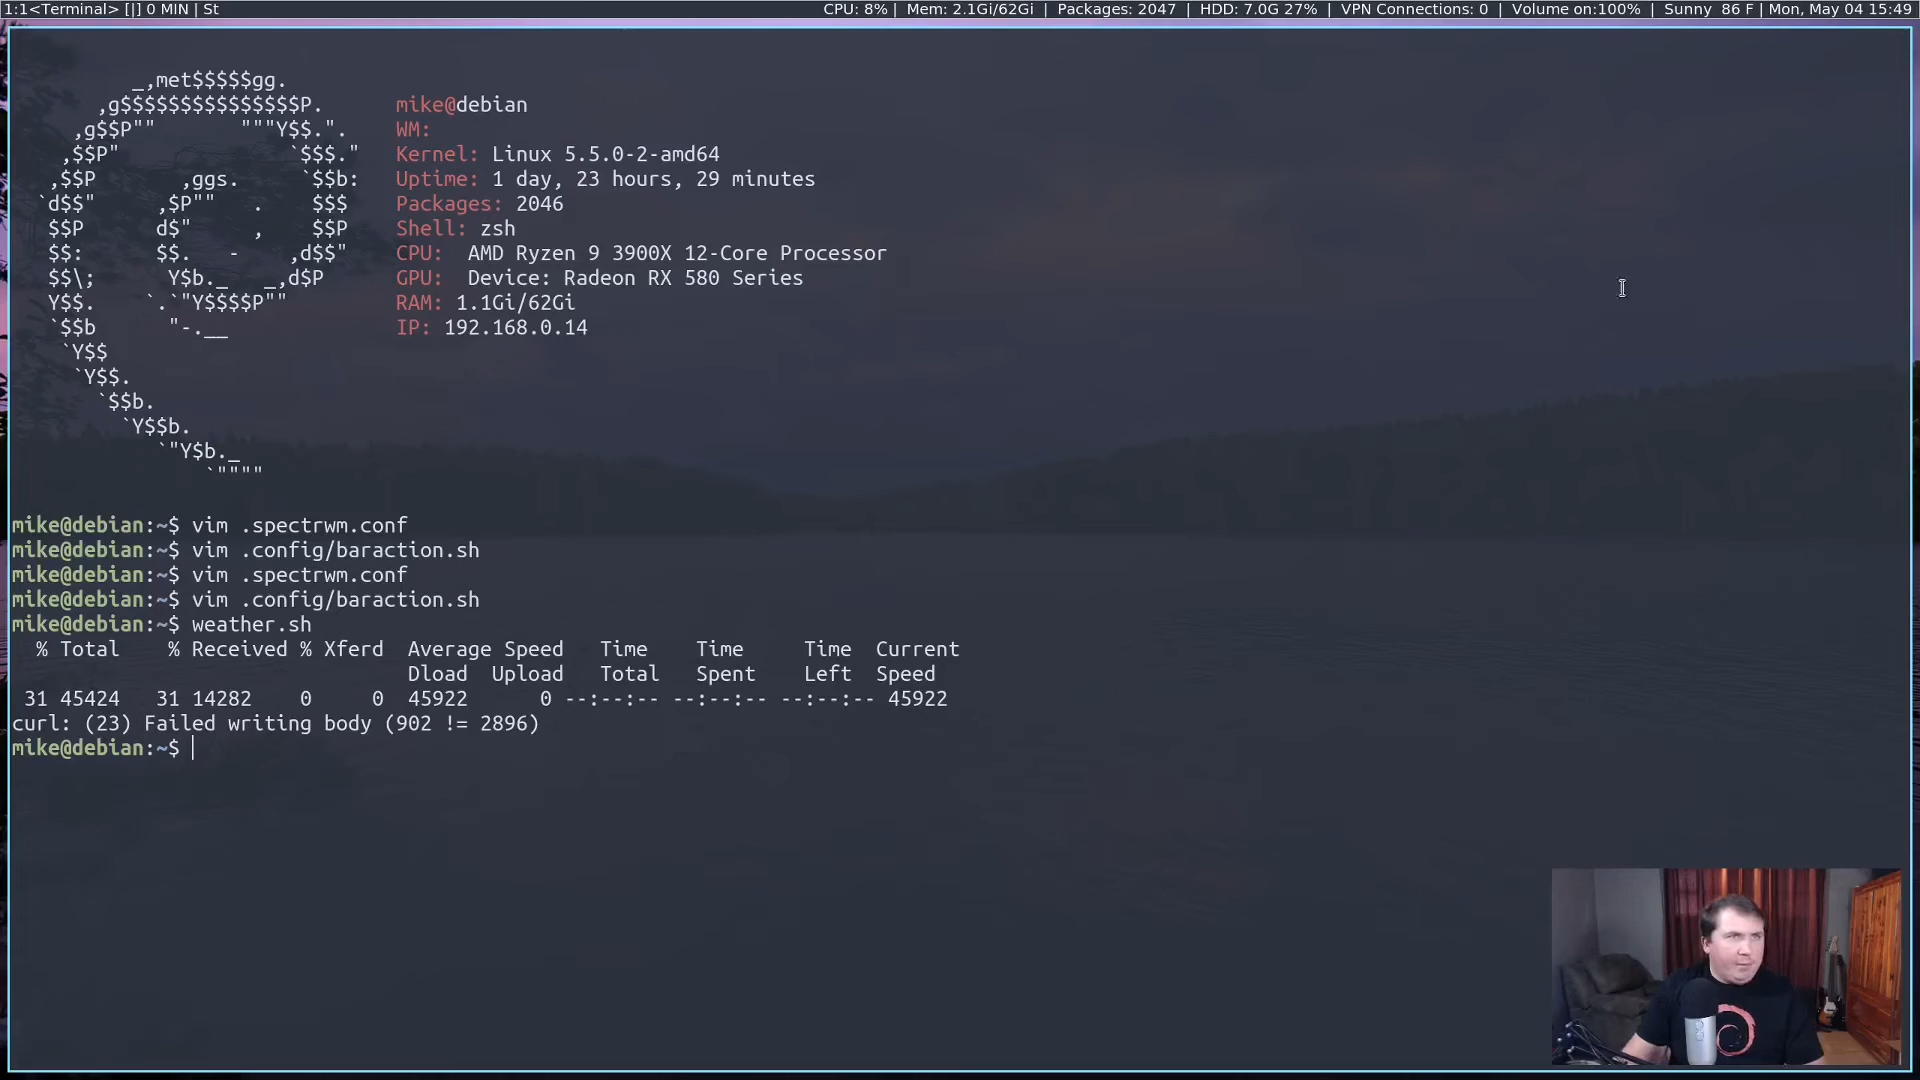 1:1<Terminal> [|] 0 MIN | St
CPU: 8% | Mem: 2.1Gi/62Gi | Packages: 2047 | HDD: 7.0G 27% | VPN Connections: 0 | Volume on:100% | Sunny 86 F | Mon, May 04 15:49
_,met$$$$$gg.
,g$$$$$$$$$$$$$$$P. mike@debian
,g$$P"" """Y$$.". WM:
,$$P" `$$$." Kernel: Linux 5.5.0-2-amd64
,$$P ,ggs. `$$b: Uptime: 1 day, 23 hours, 29 minutes
`d$$" ,$P"" . $$$ Packages: 2046
$$P d$" , $$P Shell: zsh
$$: $$. - ,d$$" CPU: AMD Ryzen 9 3900X 12-Core Processor
$$\; Y$b._ _,d$P GPU: Device: Radeon RX 580 Series
Y$$. `.`"Y$$$$P"" RAM: 1.1Gi/62Gi
`$$b "-.__ IP: 192.168.0.14
`Y$$
`Y$$.
`$$b.
`Y$$b.
`"Y$b._
`""""
mike@debian:~$ vim .spectrwm.conf
mike@debian:~$ vim .config/baraction.sh
mike@debian:~$ vim .spectrwm.conf
mike@debian:~$ vim .config/baraction.sh
mike@debian:~$ weather.sh
% Total % Received % Xferd Average Speed Time Time Time Current
Dload Upload Total Spent Left Speed
31 45424 31 14282 0 0 45922 0 --:--:-- --:--:-- --:--:-- 45922
curl: (23) Failed writing body (902 != 2896)
mike@debian:~$